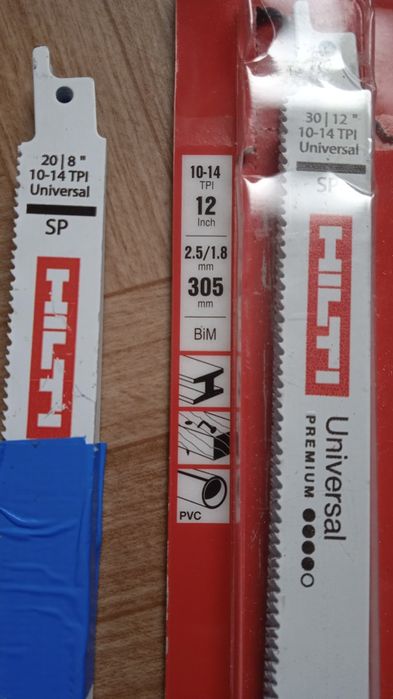 20 | 8 "
10-14 TPI
Universal
SP
HILTI
10-14
TPI
12
Inch
2.5/1.8
mm
305
mm
BiM
PVC
30 | 12 "
10-14 TPI
Universal
SP
HILTI
Universal
PREMIUM